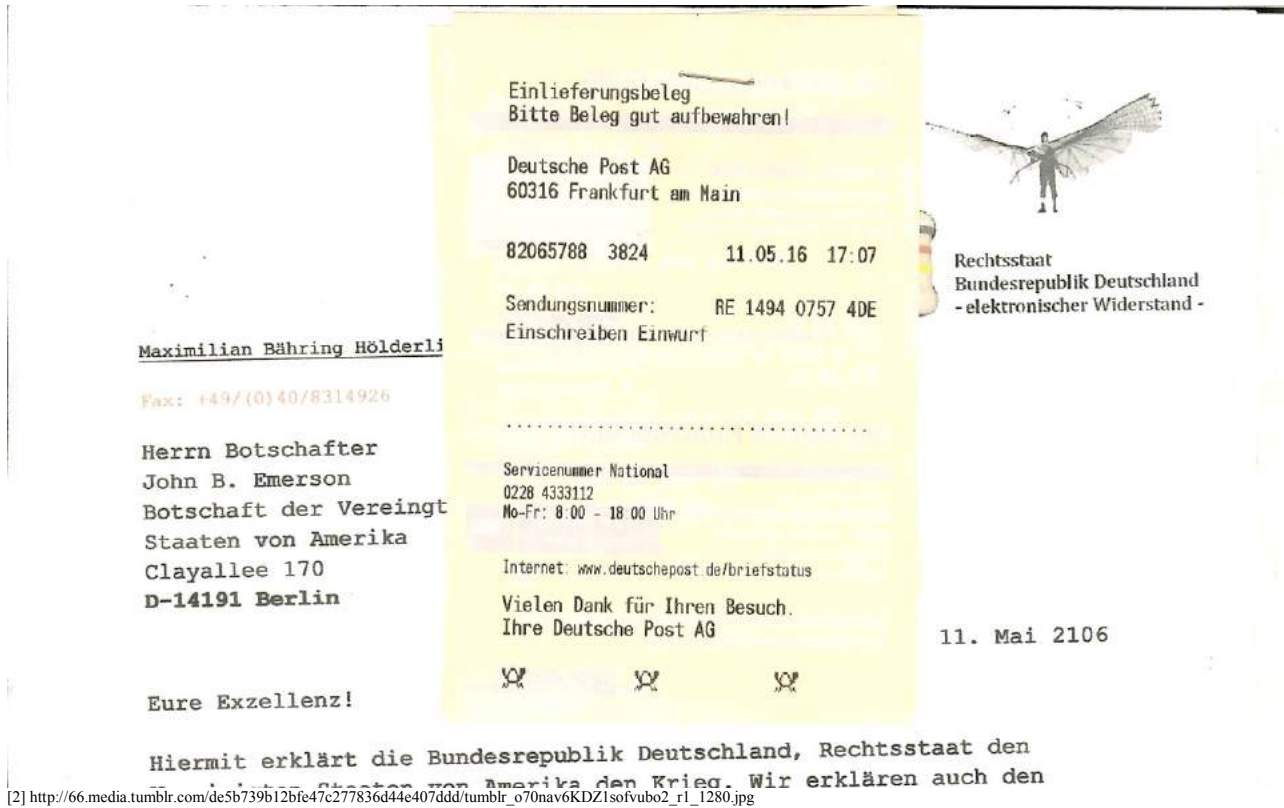 Einlieferungsbeleg
Bitte Beleg gut aufbewahren!
Deutsche Post AG
60316 Frankfurt am Main
82065788 3824 11.05.16 17:07
Sendungsnummer: RE 1494 0757 4DE
Einschreiben Einwurf
Servicenummer National
0228 4333112
Mo-Fr: 8:00 - 18:00 Uhr
Internet: www.deutschepost.de/briefstatus
Vielen Dank für Ihren Besuch.
Ihre Deutsche Post AG
Rechtsstaat
Bundesrepublik Deutschland
- elektronischer Widerstand -
Maximilian Bähring Hölderli
Fax: +49/(0)40/8314926
Herrn Botschafter
John B. Emerson
Botschaft der Vereingt
Staaten von Amerika
Clayallee 170
D-14191 Berlin
11. Mai 2106
Eure Exzellenz!
Hiermit erklärt die Bundesrepublik Deutschland, Rechtsstaat den
Staaten von Amerika den Krieg. Wir erklären auch den
[2] http://66.media.tumblr.com/de5b739b12bfe47c277836d44e407ddd/tumblr_o70nav6KDZ1sofvubo2_r1_1280.jpg